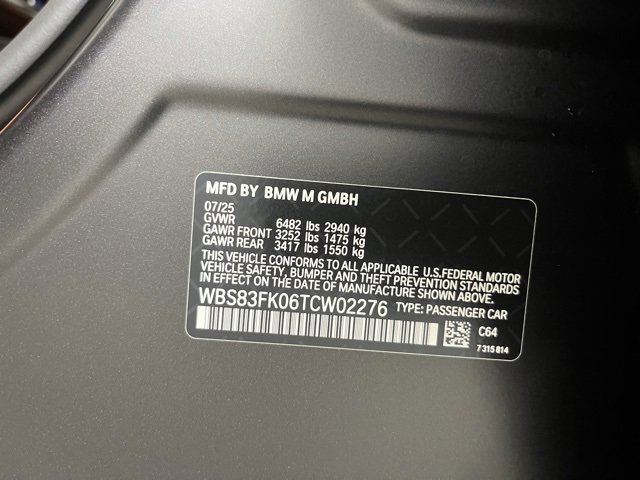 MFD BY BMW M GMBH
07/25
GVWR 6482 lbs 2940 kg
GAWR FRONT 3252 lbs 1475 kg
GAWR REAR 3417 lbs 1550 kg
THIS VEHICLE CONFORMS TO ALL APPLICABLE U.S.FEDERAL MOTOR
VEHICLE SAFETY, BUMPER AND THEFT PREVENTION STANDARDS
IN EFFECT ON THE DATE OF MANUFACTURE SHOWN ABOVE.
WBS83FK06TCW02276 TYPE: PASSENGER CAR
C64
7 315 814